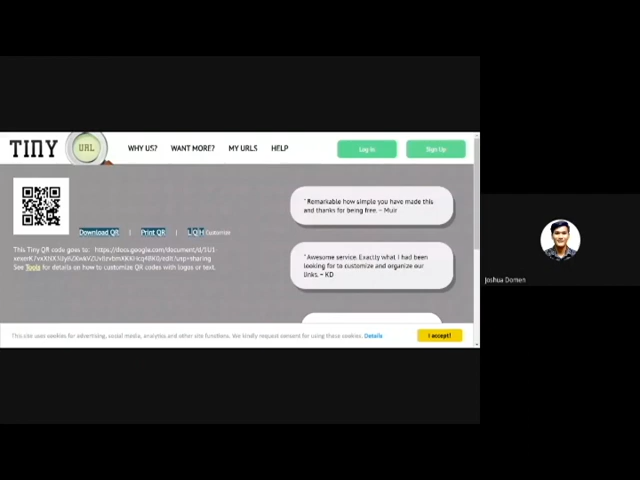 TINY URL
WHY US? WANT MORE? MY URLS HELP
Log In Sign Up
Download QR | Print QR | L Q H Customize
This Tiny QR code goes to: https://docs.google.com/document/d/
See Tools for details on how to customize QR codes with logos or text.
"Remarkable how simple you have made this
and thanks for being free. – Muir
"Awesome service. Exactly what I had been
looking for to customize and organize our
links. – KD
This site uses cookies for advertising, social media, analytics and other site functions. We kindly request consent for using these cookies. Details
I accept!
Joshua Domen